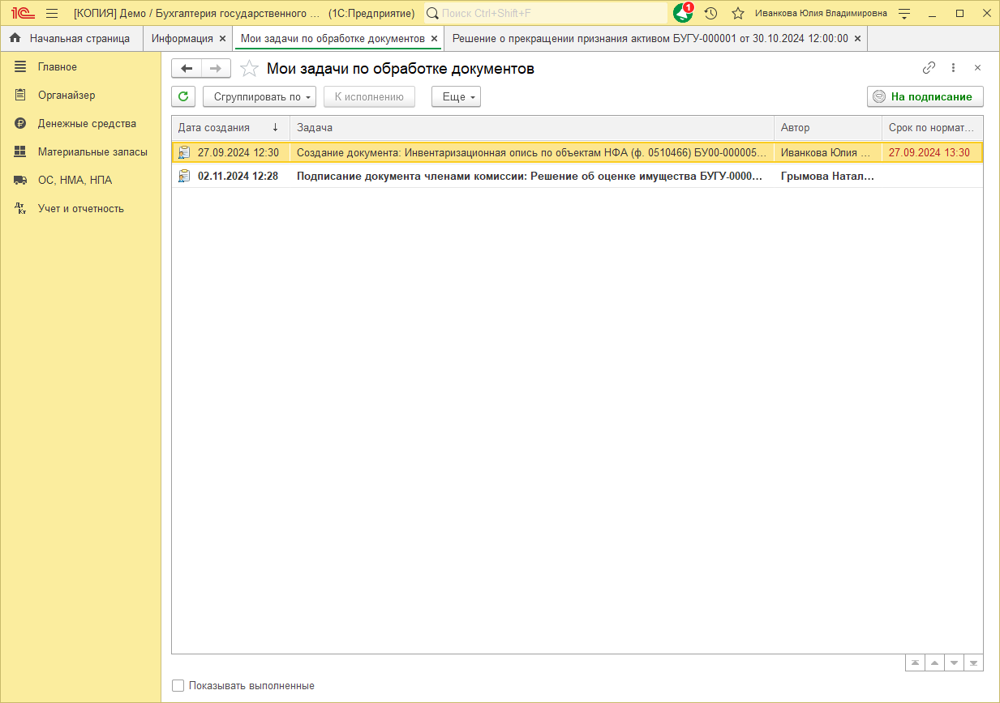 1С [КОПИЯ] Демо / Бухгалтерия государственного ... (1С:Предприятие) Поиск Ctrl+Shift+F 1 Иванкова Юлия Владимировна
Начальная страница Информация × Мои задачи по обработке документов × Решение о прекращении признания активом БУГУ-000001 от 30.10.2024 12:00:00 ×
Главное
Органайзер
Денежные средства
Материальные запасы
ОС, НМА, НПА
Дт Кт Учет и отчетность
Мои задачи по обработке документов
Сгруппировать по К исполнению Еще На подписание
Дата создания ↓ Задача Автор Срок по нормат...
27.09.2024 12:30 Создание документа: Инвентаризационная опись по объектам НФА (ф. 0510466) БУ00-000005... Иванкова Юлия ... 27.09.2024 13:30
02.11.2024 12:28 Подписание документа членами комиссии: Решение об оценке имущества БУГУ-0000... Грымова Натал...
Показывать выполненные